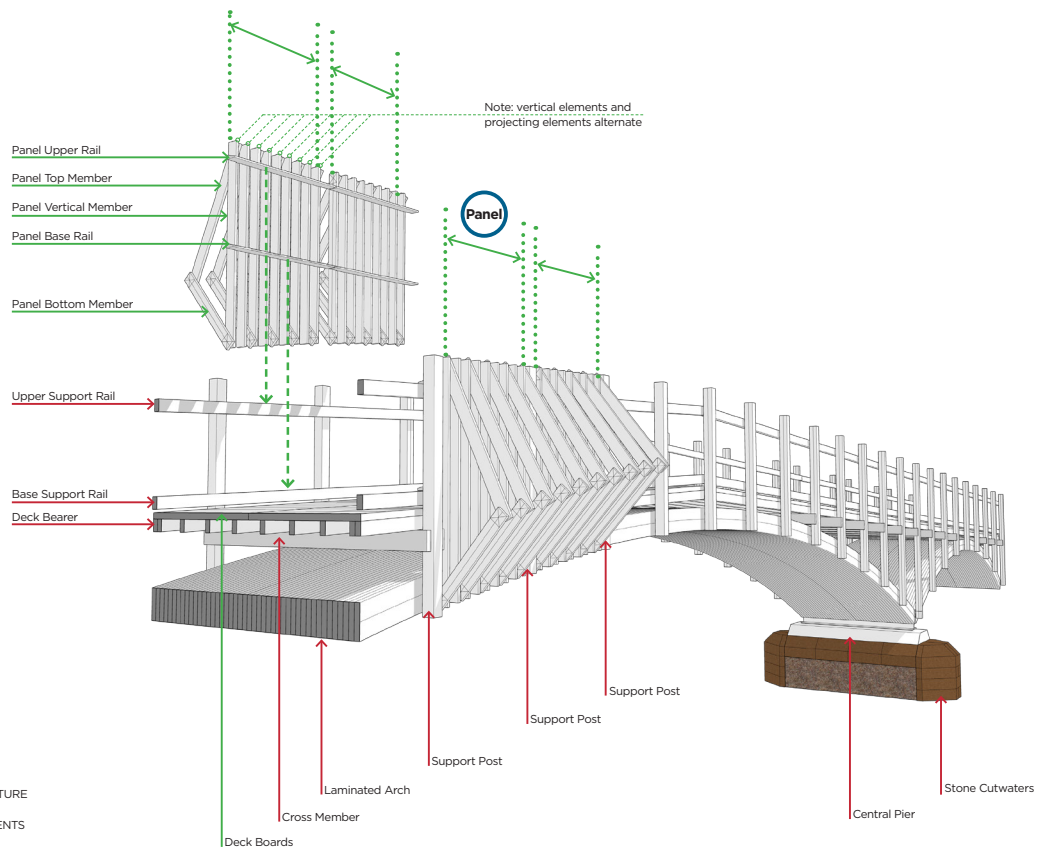 Note: vertical elements and
projecting elements alternate
Panel Upper Rail
Panel Top Member
Panel Vertical Member
Panel
Panel Base Rail
Panel Bottom Member
Upper Support Rail
Base Support Rail
Deck Bearer
Support Post
Support Post
Support Post
Laminated Arch
Stone Cutwaters
Cross Member
Central Pier
Deck Boards